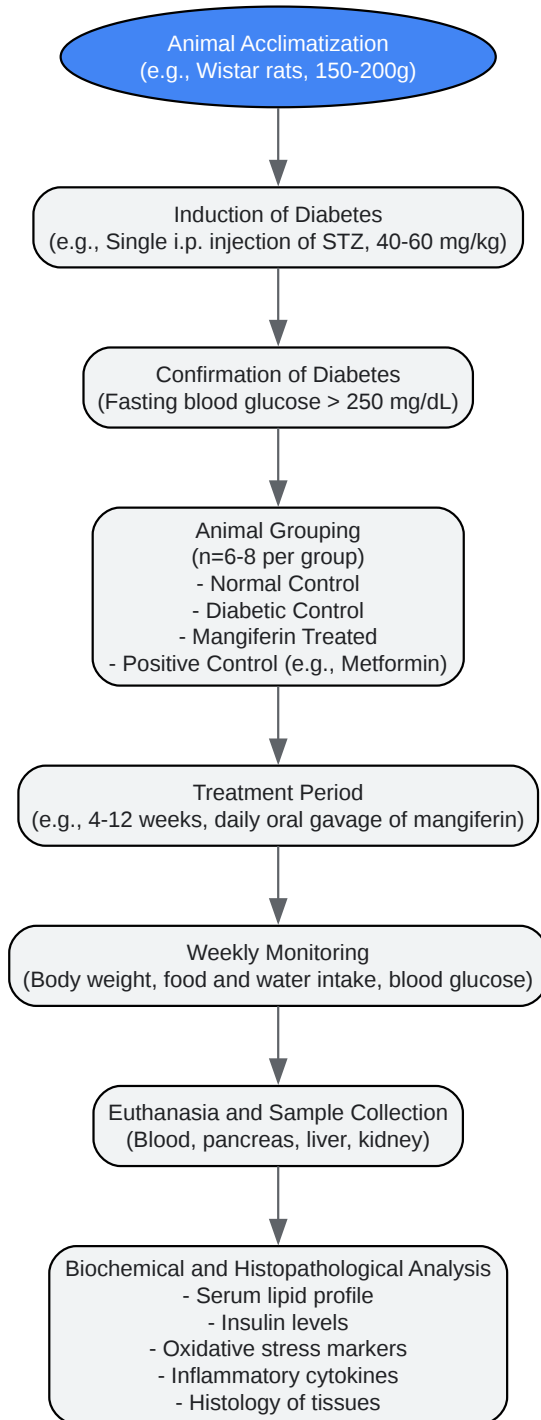 Animal Acclimatization
(e.g., Wistar rats, 150-200g)
Induction of Diabetes
(e.g., Single i.p. injection of STZ, 40-60 mg/kg)
Confirmation of Diabetes
(Fasting blood glucose > 250 mg/dL)
Animal Grouping
(n=6-8 per group)
- Normal Control
- Diabetic Control
- Mangiferin Treated
- Positive Control (e.g., Metformin)
Treatment Period
(e.g., 4-12 weeks, daily oral gavage of mangiferin)
Weekly Monitoring
(Body weight, food and water intake, blood glucose)
Euthanasia and Sample Collection
(Blood, pancreas, liver, kidney)
Biochemical and Histopathological Analysis
- Serum lipid profile
- Insulin levels
- Oxidative stress markers
- Inflammatory cytokines
- Histology of tissues